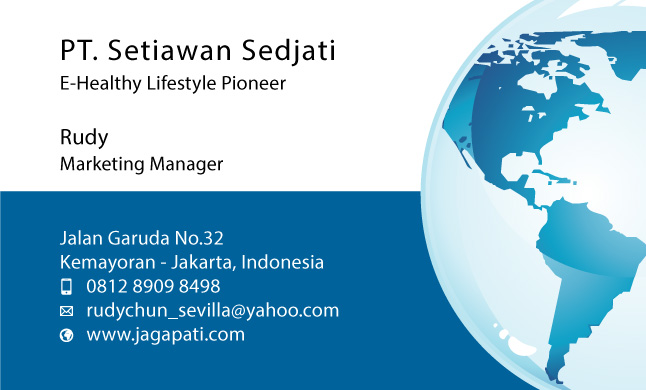 PT. Setiawan Sedjati
E-Healthy Lifestyle Pioneer
Rudy
Marketing Manager
Jalan Garuda No.32
Kemayoran - Jakarta, Indonesia
0812 8909 8498
rudychun_sevilla@yahoo.com
www.jagapati.com